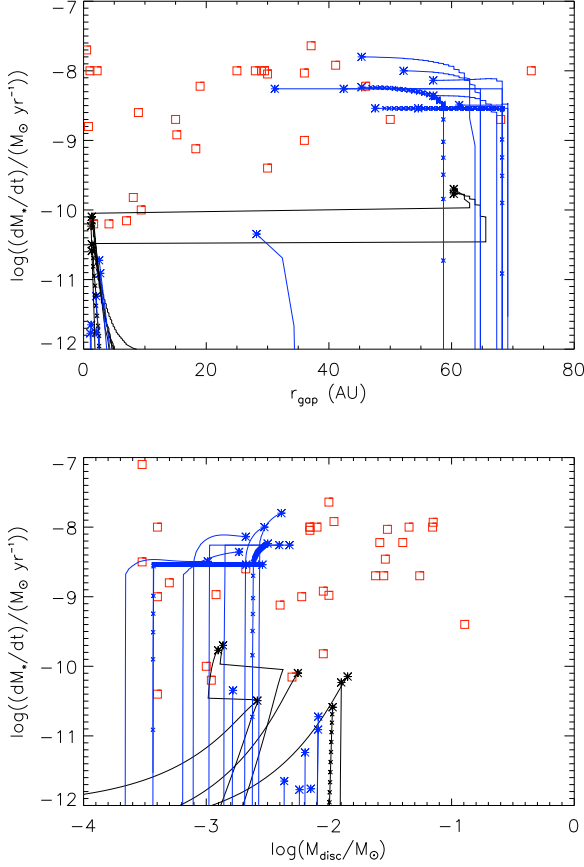 −7
−8
−9
−10
−11
−12
log((dM*/dt)/(M⊙ yr⁻¹))
0 20 40 60 80
r_gap (AU)
−7
−8
−9
−10
−11
−12
log((dM*/dt)/(M⊙ yr⁻¹))
−4 −3 −2 −1 0
log(M_disc/M⊙)